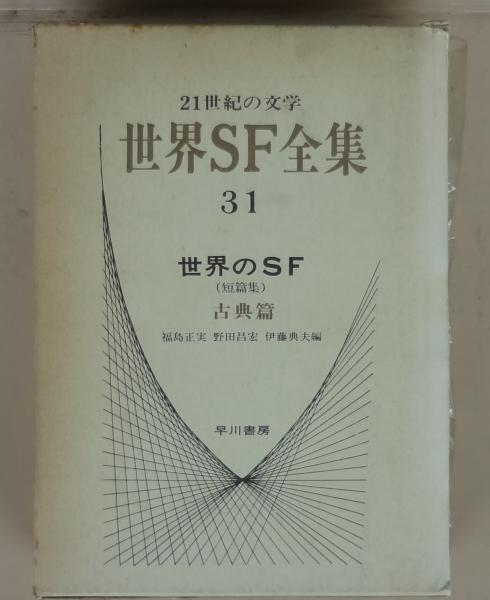 21世紀の文学
世界SF全集
31
世界のSF
(短篇集)
古典篇
福島正実 野田昌宏 伊藤典夫編
早川書房